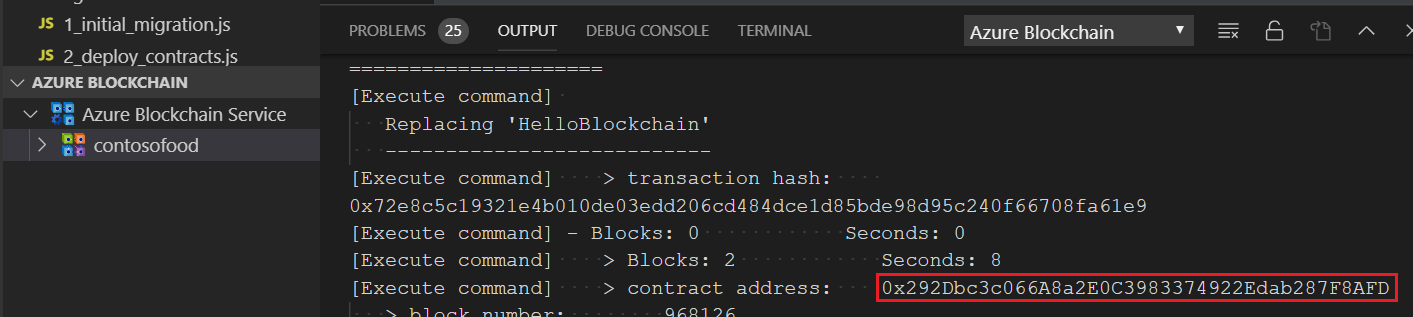 JS 1_initial_migration.js
JS 2_deploy_contracts.js
AZURE BLOCKCHAIN
Azure Blockchain Service
contosofood
PROBLEMS 25 OUTPUT DEBUG CONSOLE TERMINAL Azure Blockchain
=====================
[Execute command]
Replacing 'HelloBlockchain'
---------------------------
[Execute command] > transaction hash:
0x72e8c5c19321e4b010de03edd206cd484dce1d85bde98d95c240f66708fa61e9
[Execute command] - Blocks: 0 Seconds: 0
[Execute command] > Blocks: 2 Seconds: 8
[Execute command] > contract address: 0x292Dbc3c066A8a2E0C3983374922Edab287F8AFD
> block number: 968126